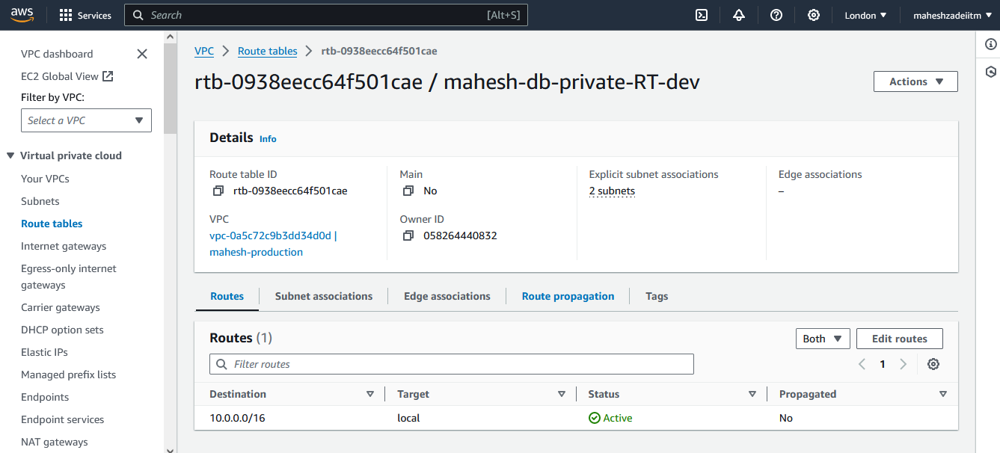 aws
Services
Search
[Alt+S]
London
maheshzadeiitm
VPC dashboard
EC2 Global View
Filter by VPC:
Select a VPC
Virtual private cloud
Your VPCs
Subnets
Route tables
Internet gateways
Egress-only internet
gateways
Carrier gateways
DHCP option sets
Elastic IPs
Managed prefix lists
Endpoints
Endpoint services
NAT gateways
VPC
Route tables
rtb-0938eecc64f501cae
rtb-0938eecc64f501cae / mahesh-db-private-RT-dev
Actions
Details Info
Route table ID
rtb-0938eecc64f501cae
Main
No
Explicit subnet associations
2 subnets
Edge associations
–
VPC
vpc-0a5c72c9b3dd34d0d |
mahesh-production
Owner ID
058264440832
Routes
Subnet associations
Edge associations
Route propagation
Tags
Routes (1)
Both
Edit routes
Filter routes
1
Destination Target Status Propagated
10.0.0.0/16 local Active No